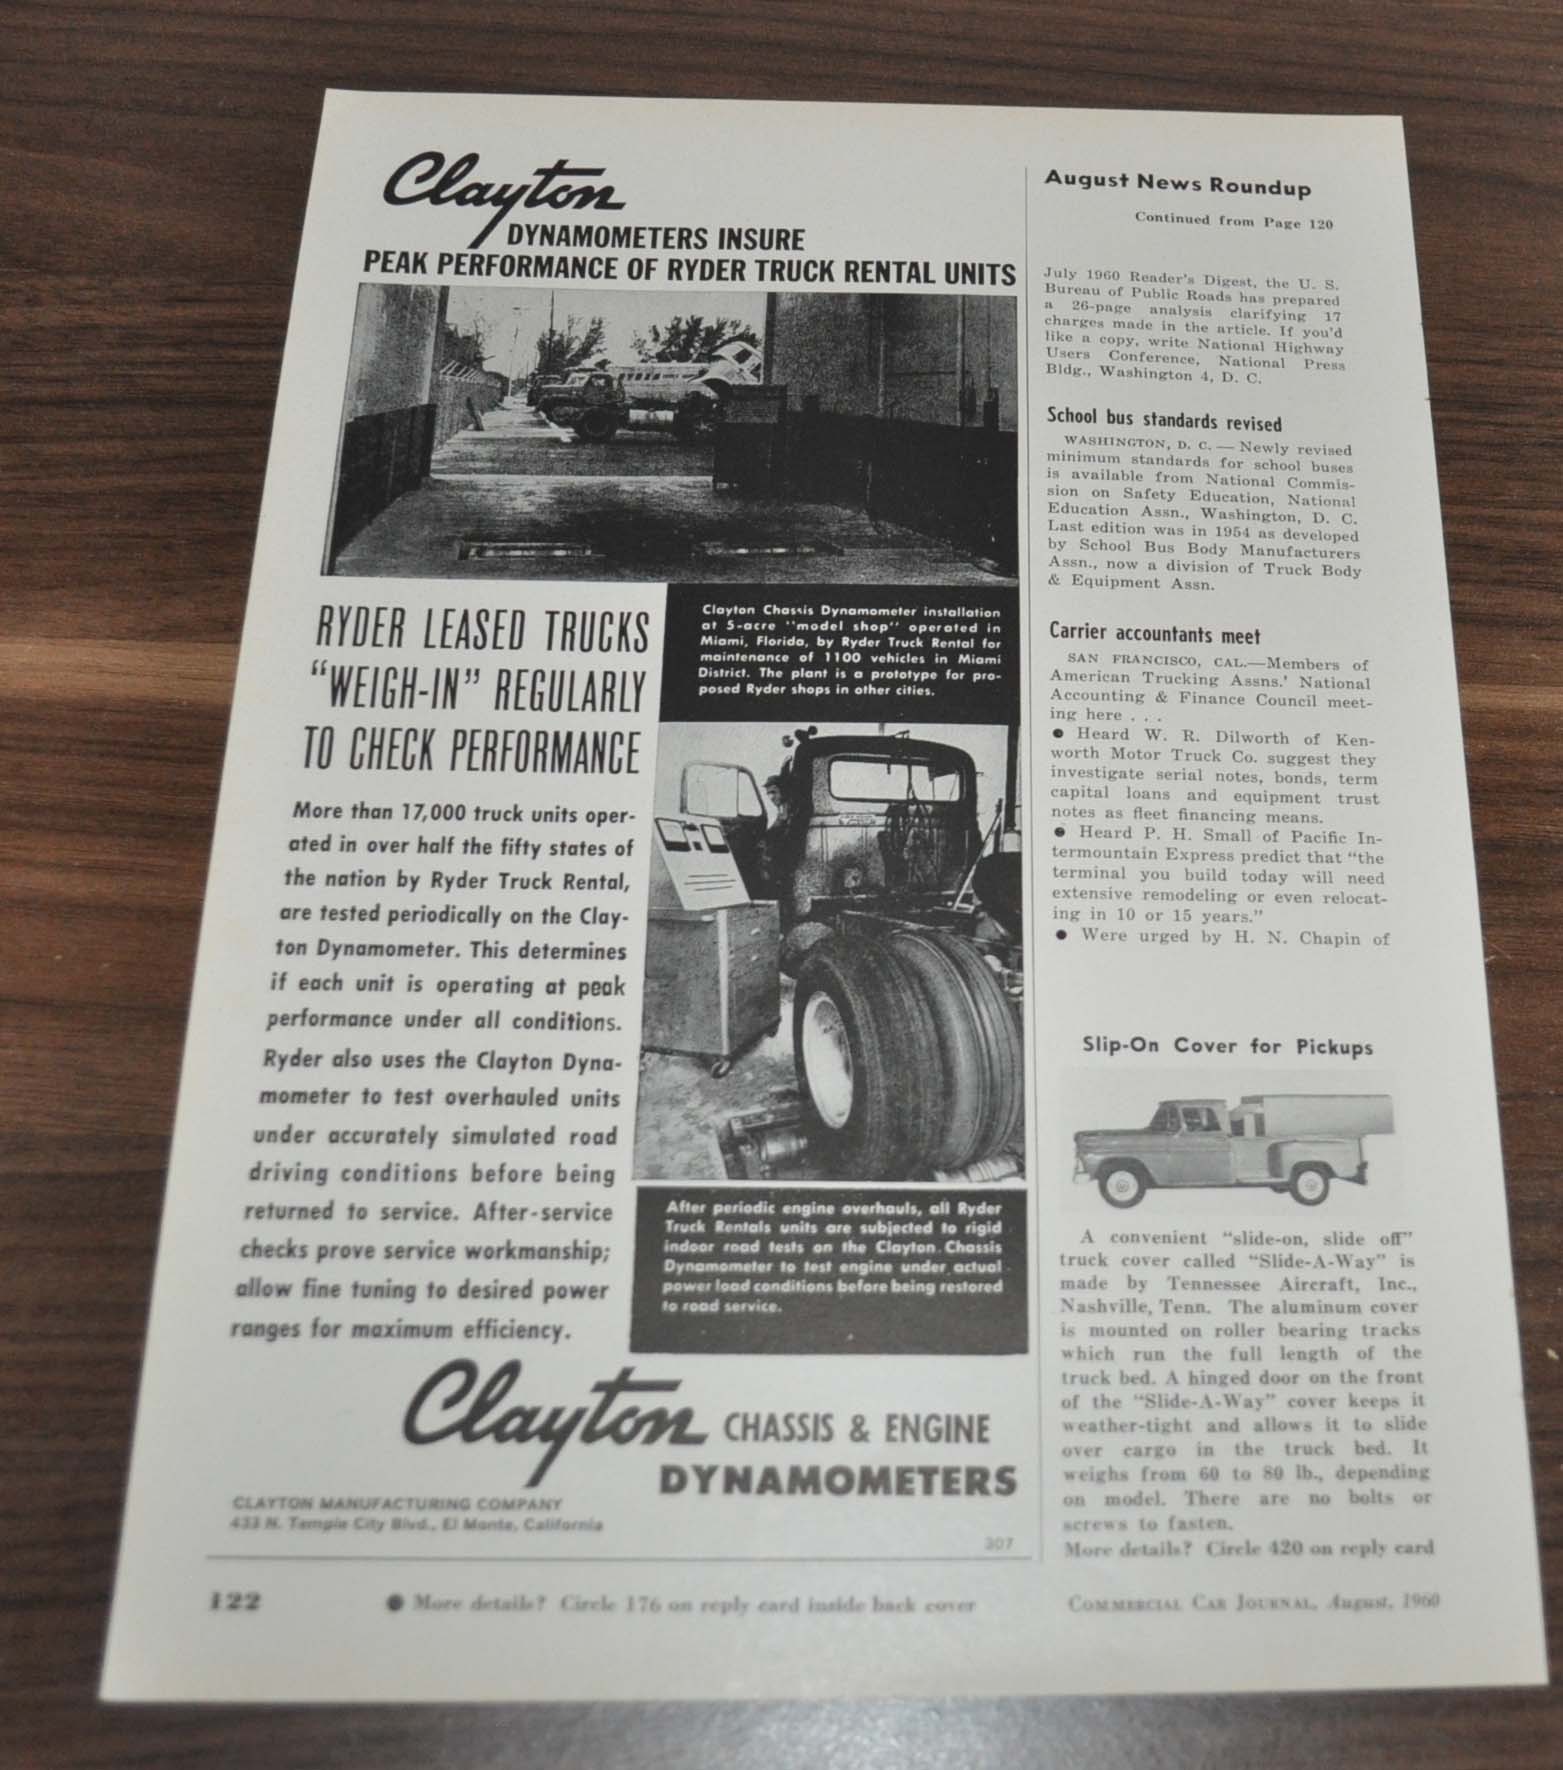 Clayton
DYNAMOMETERS INSURE
PEAK PERFORMANCE OF RYDER TRUCK RENTAL UNITS
RYDER LEASED TRUCKS
“WEIGH-IN” REGULARLY
TO CHECK PERFORMANCE
More than 17,000 truck units oper-
ated in over half the fifty states of
the nation by Ryder Truck Rental,
are tested periodically on the Clay-
ton Dynamometer. This determines
if each unit is operating at peak
performance under all conditions.
Ryder also uses the Clayton Dyna-
mometer to test overhauled units
under accurately simulated road
driving conditions before being
returned to service. After-service
checks prove service workmanship;
allow fine tuning to desired power
ranges for maximum efficiency.
Clayton Chassis Dynamometer installation
at 5-acre "model shop" operated in
Miami, Florida, by Ryder Truck Rental for
maintenance of 1100 vehicles in Miami
District. The plant is a prototype for pro-
posed Ryder shops in other cities.
After periodic engine overhauls, all Ryder
Truck Rentals units are subjected to rigid
indoor road tests on the Clayton Chassis
Dynamometer to test engine under actual
power load conditions before being restored
to road service.
Clayton CHASSIS & ENGINE
DYNAMOMETERS
CLAYTON MANUFACTURING COMPANY
433 N. Temple City Blvd., El Monte, California
307
August News Roundup
Continued from Page 120
July 1960 Reader's Digest, the U. S.
Bureau of Public Roads has prepared
a 26-page analysis clarifying 17
charges made in the article. If you'd
like a copy, write National Highway
Users Conference, National Press
Bldg., Washington 4, D. C.
School bus standards revised
WASHINGTON, D. C. — Newly revised
minimum standards for school buses
is available from National Commis-
sion on Safety Education, National
Education Assn., Washington, D. C.
Last edition was in 1954 as developed
by School Bus Body Manufacturers
Assn., now a division of Truck Body
& Equipment Assn.
Carrier accountants meet
SAN FRANCISCO, CAL.—Members of
American Trucking Assns.' National
Accounting & Finance Council meet-
ing here . . .
● Heard W. R. Dilworth of Ken-
worth Motor Truck Co. suggest they
investigate serial notes, bonds, term
capital loans and equipment trust
notes as fleet financing means.
● Heard P. H. Small of Pacific In-
termountain Express predict that “the
terminal you build today will need
extensive remodeling or even relocat-
ing in 10 or 15 years.”
● Were urged by H. N. Chapin of
Slip-On Cover for Pickups
A convenient “slide-on, slide off”
truck cover called “Slide-A-Way” is
made by Tennessee Aircraft, Inc.,
Nashville, Tenn. The aluminum cover
is mounted on roller bearing tracks
which run the full length of the
truck bed. A hinged door on the front
of the “Slide-A-Way” cover keeps it
weather-tight and allows it to slide
over cargo in the truck bed. It
weighs from 60 to 80 lb., depending
on model. There are no bolts or
screws to fasten.
More details? Circle 420 on reply card
122
● More details? Circle 176 on reply card inside back cover
COMMERCIAL CAR JOURNAL, August, 1960